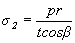 σ₂ = pr / tcosβ